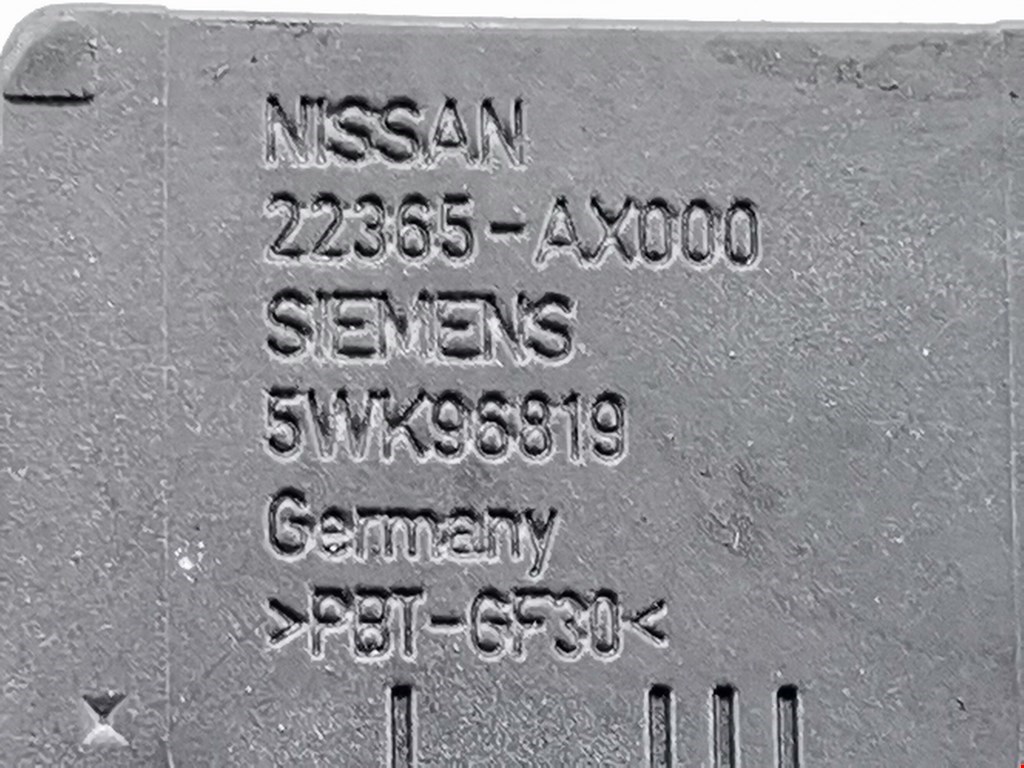 NISSAN
22365-AX000
SIEMENS
5WK96819
Germany
>PBT-GF30<